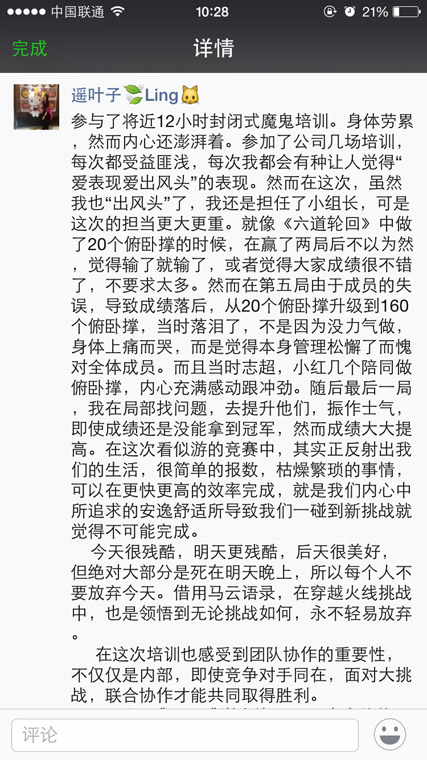 中国联通 10:28 21%
完成 详情
遥叶子🍃Ling🐱
参与了将近12小时封闭式魔鬼培训。身体劳累
，然而内心还澎湃着。参加了公司几场培训，
每次都受益匪浅，每次我都会有种让人觉得“
爱表现爱出风头”的表现。然而在这次，虽然
我也“出风头”了，我还是担任了小组长，可是
这次的担当更大更重。就像《六道轮回》中做
了20个俯卧撑的时候，在赢了两局后不以为然
，觉得输了就输了，或者觉得大家成绩很不错
了，不要求太多。然而在第五局由于成员的失
误，导致成绩落后，从20个俯卧撑升级到160
个俯卧撑，当时落泪了，不是因为没力气做，
身体上痛而哭，而是觉得本身管理松懈了而愧
对全体成员。而且当时志超，小红几个陪同做
俯卧撑，内心充满感动跟冲劲。随后最后一局
，我在局部找问题，去提升他们，振作士气，
即使成绩还是没能拿到冠军，然而成绩大大提
高。在这次看似游的竞赛中，其实正反射出我
们的生活，很简单的报数，枯燥繁琐的事情，
可以在更快更高的效率完成，就是我们内心中
所追求的安逸舒适所导致我们一碰到新挑战就
觉得不可能完成。
今天很残酷，明天更残酷，后天很美好，
但绝对大部分是死在明天晚上，所以每个人不
要放弃今天。借用马云语录，在穿越火线挑战
中，也是领悟到无论挑战如何，永不轻易放弃
。
在这次培训也感受到团队协作的重要性，
不仅仅是内部，即使竞争对手同在，面对大挑
战，联合协作才能共同取得胜利。
评论